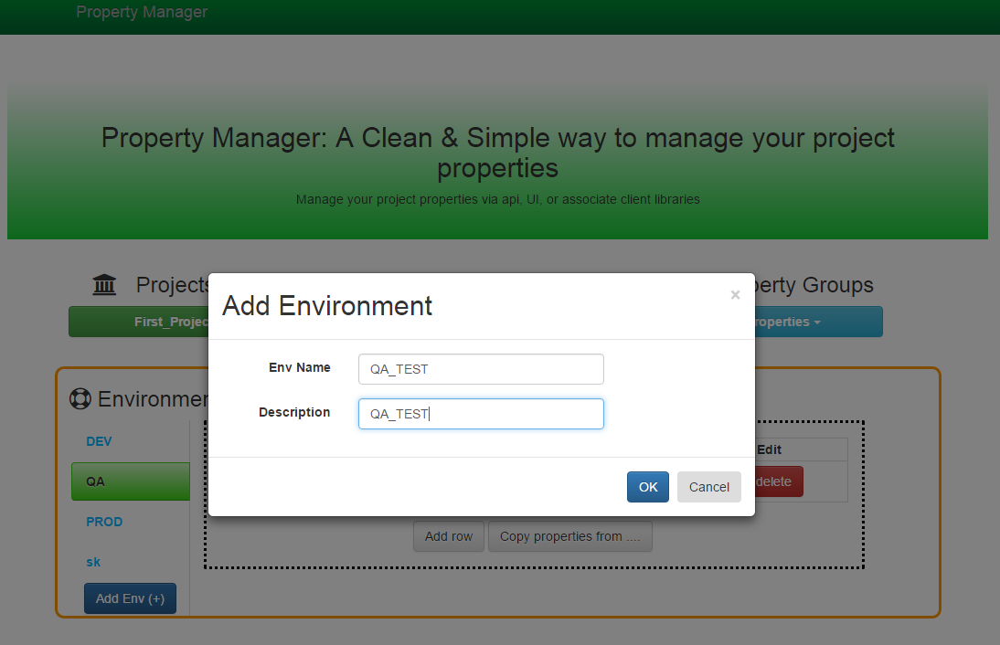 Property Manager
Property Manager: A Clean & Simple way to manage your project
properties
Manage your project properties via api, UI, or associate client libraries
Projects
erty Groups
First_Projec
roperties
Add Environment
×
Env Name
QA_TEST
Description
QA_TEST
OK
Cancel
Environmen
DEV
QA
PROD
sk
Add Env (+)
Edit
delete
Add row
Copy properties from ....